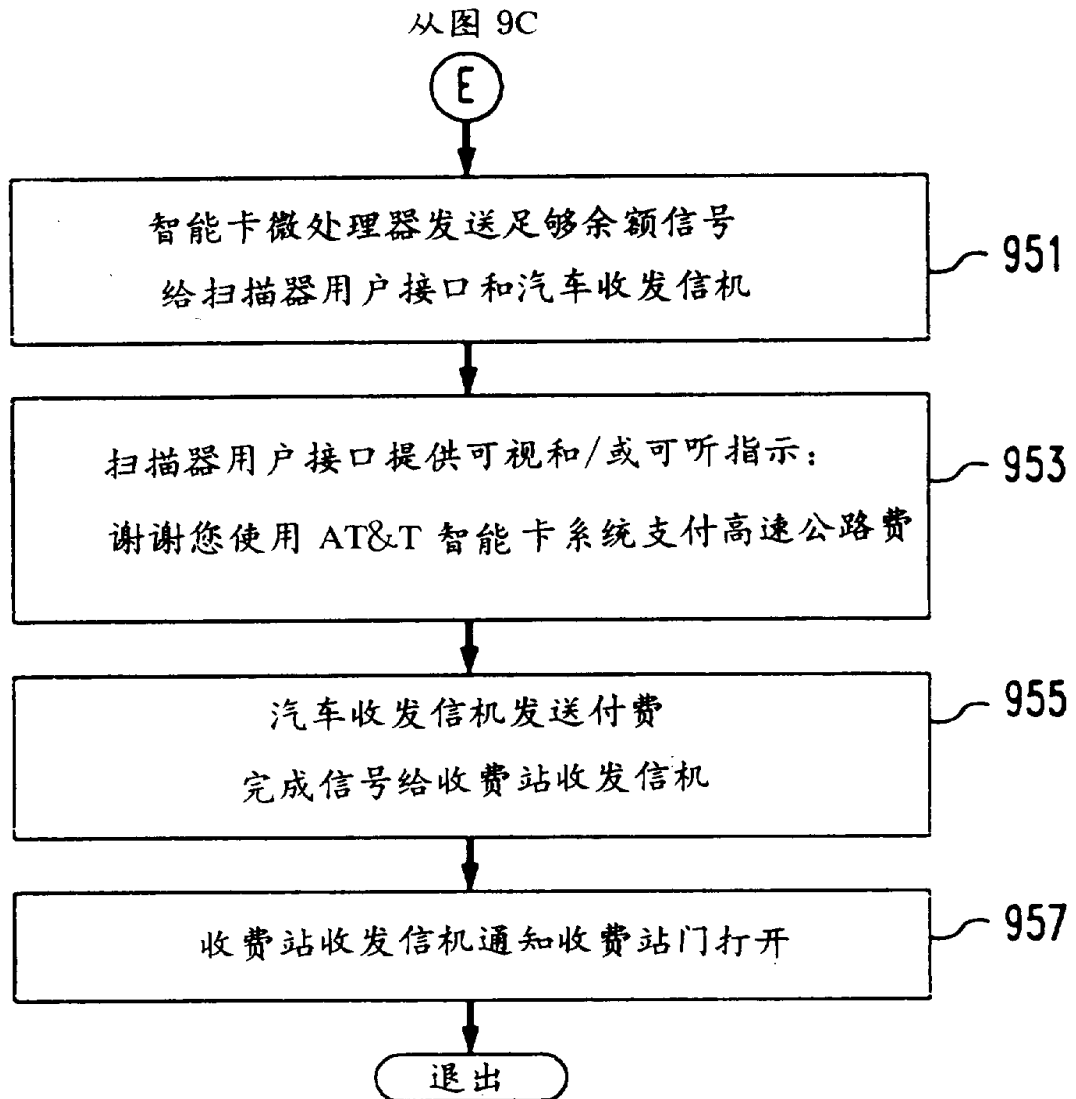 从图 9C
E
智能卡微处理器发送足够余额信号
给扫描器用户接口和汽车收发信机
951
扫描器用户接口提供可视和/或可听指示：
谢谢您使用 AT&T 智能卡系统支付高速公路费
953
汽车收发信机发送付费
完成信号给收费站收发信机
955
收费站收发信机通知收费站门打开
957
退出